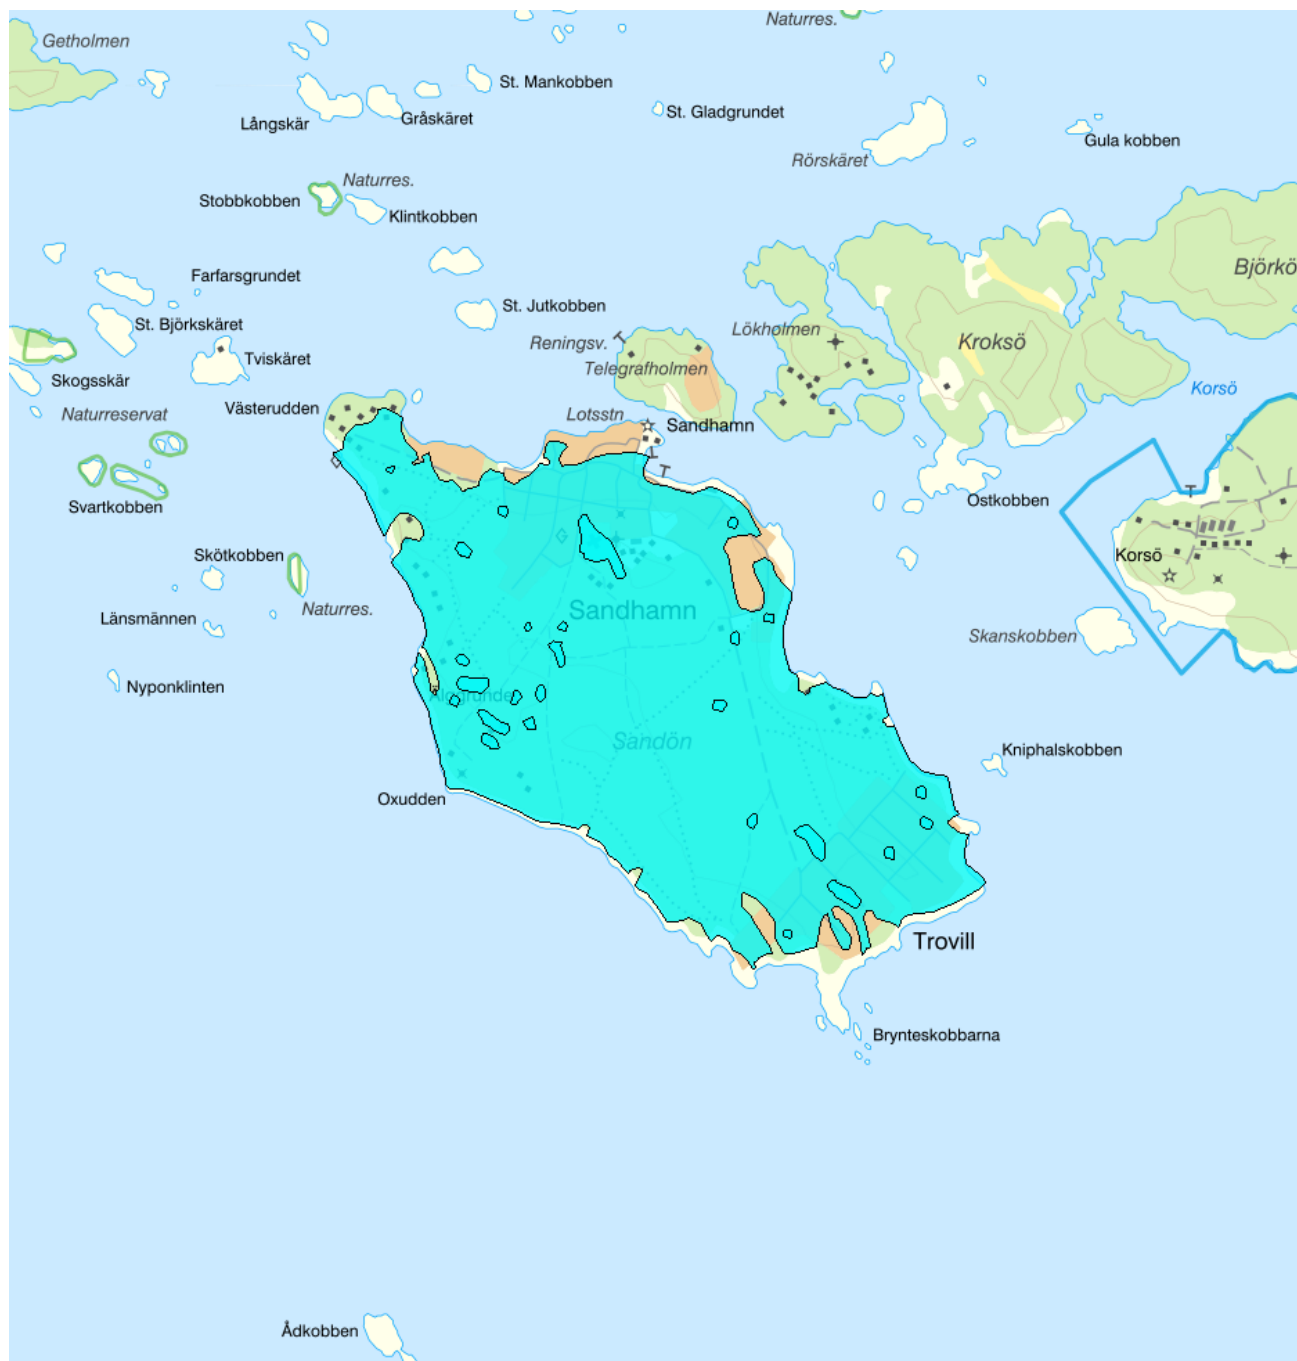 Naturres.
Getholmen
St. Mankobben
St. Gladgrundet
Långskär
Gråskäret
Gula kobben
Rörskäret
Naturres.
Stobbkobben
Klintkobben
Björkö
Farfarsgrundet
St. Jutkobben
St. Björkskäret
Lökholmen
Reningsv.
Kroksö
Tviskäret
Telegrafholmen
Skogsskär
Korsö
Västerudden
Naturreservat
Lotsstn
Sandhamn
Svartkobben
Ostkobben
Skötkobben
Korsö
Naturres.
Sandhamn
Länsmännen
Skanskobben
Nyponklinten
Älggrundet
Sandön
Kniphalskobben
Oxudden
Trovill
Brynteskobbarna
Ådkobben